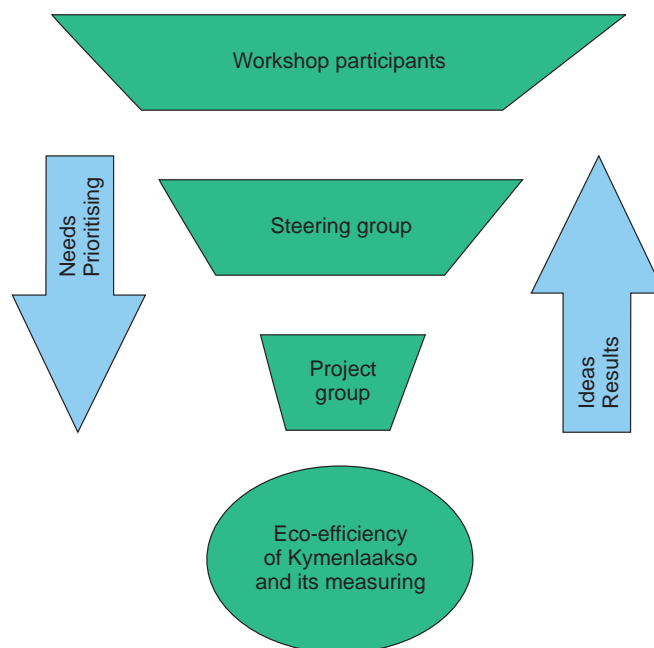 Workshop participants
Needs
Prioritising
Steering group
Ideas
Results
Project
group
Eco-efficiency
of Kymenlaakso
and its measuring